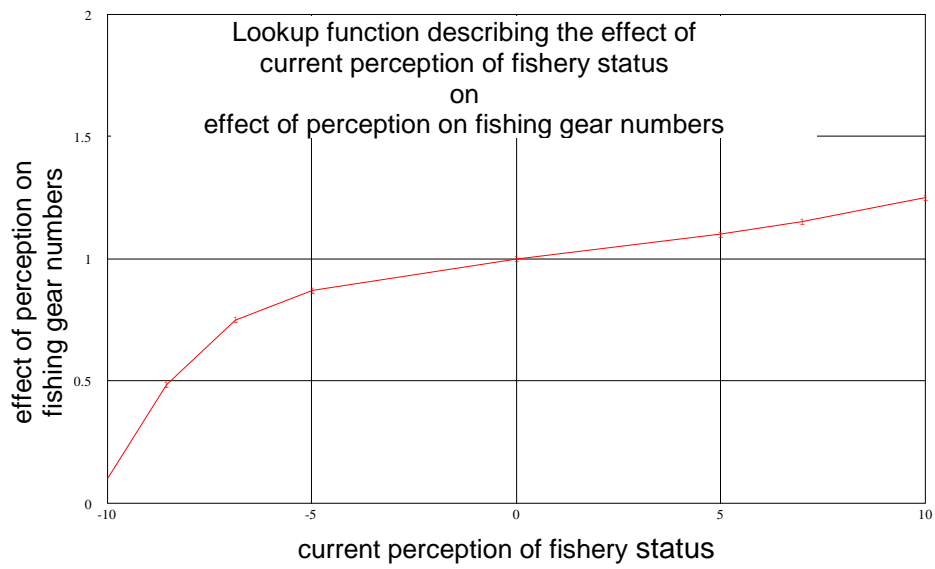 2
Lookup function describing the effect of
current perception of fishery status
on
effect of perception on fishing gear numbers
1.5
1
0.5
0
effect of perception on
fishing gear numbers
-10
-5
0
5
10
current perception of fishery status